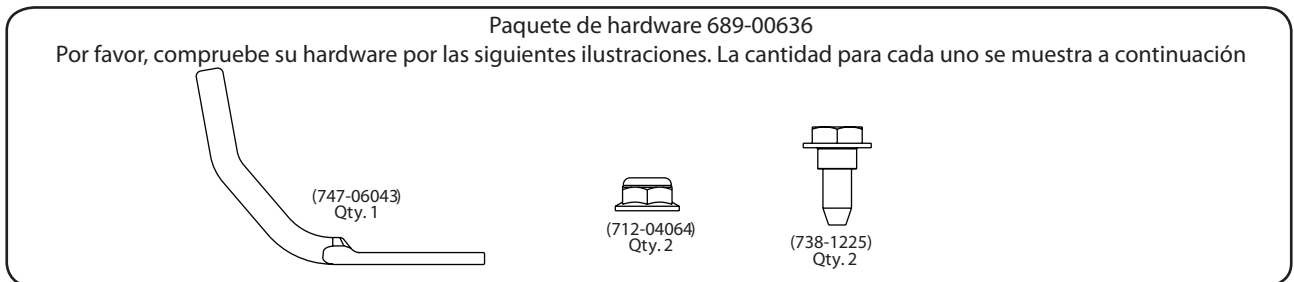 Paquete de hardware 689-00636
Por favor, compruebe su hardware por las siguientes ilustraciones. La cantidad para cada uno se muestra a continuación
(747-06043)
Qty. 1
(712-04064)
Qty. 2
(738-1225)
Qty. 2